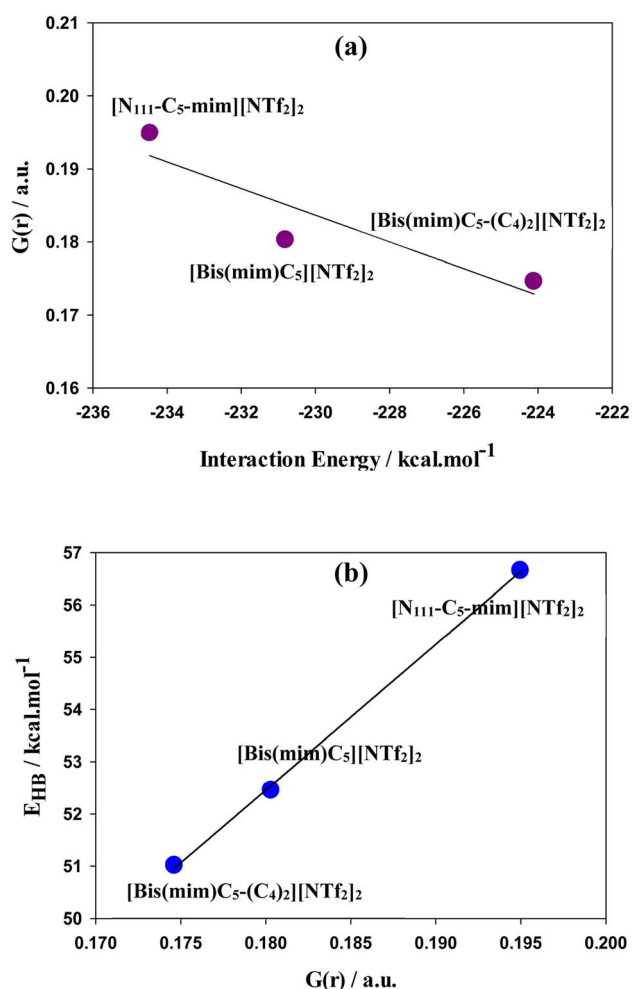 (a)
0.21
0.20
0.19
0.18
0.17
0.16
G(r) / a.u.
[N₁₁₁-C₅-mim][NTf₂]₂
[Bis(mim)C₅-(C₄)₂][NTf₂]₂
[Bis(mim)C₅][NTf₂]₂
-236 -234 -232 -230 -228 -226 -224 -222
Interaction Energy / kcal.mol⁻¹
(b)
57
56
55
54
53
52
51
50
E_HB / kcal.mol⁻¹
[N₁₁₁-C₅-mim][NTf₂]₂
[Bis(mim)C₅][NTf₂]₂
[Bis(mim)C₅-(C₄)₂][NTf₂]₂
0.170 0.175 0.180 0.185 0.190 0.195 0.200
G(r) / a.u.